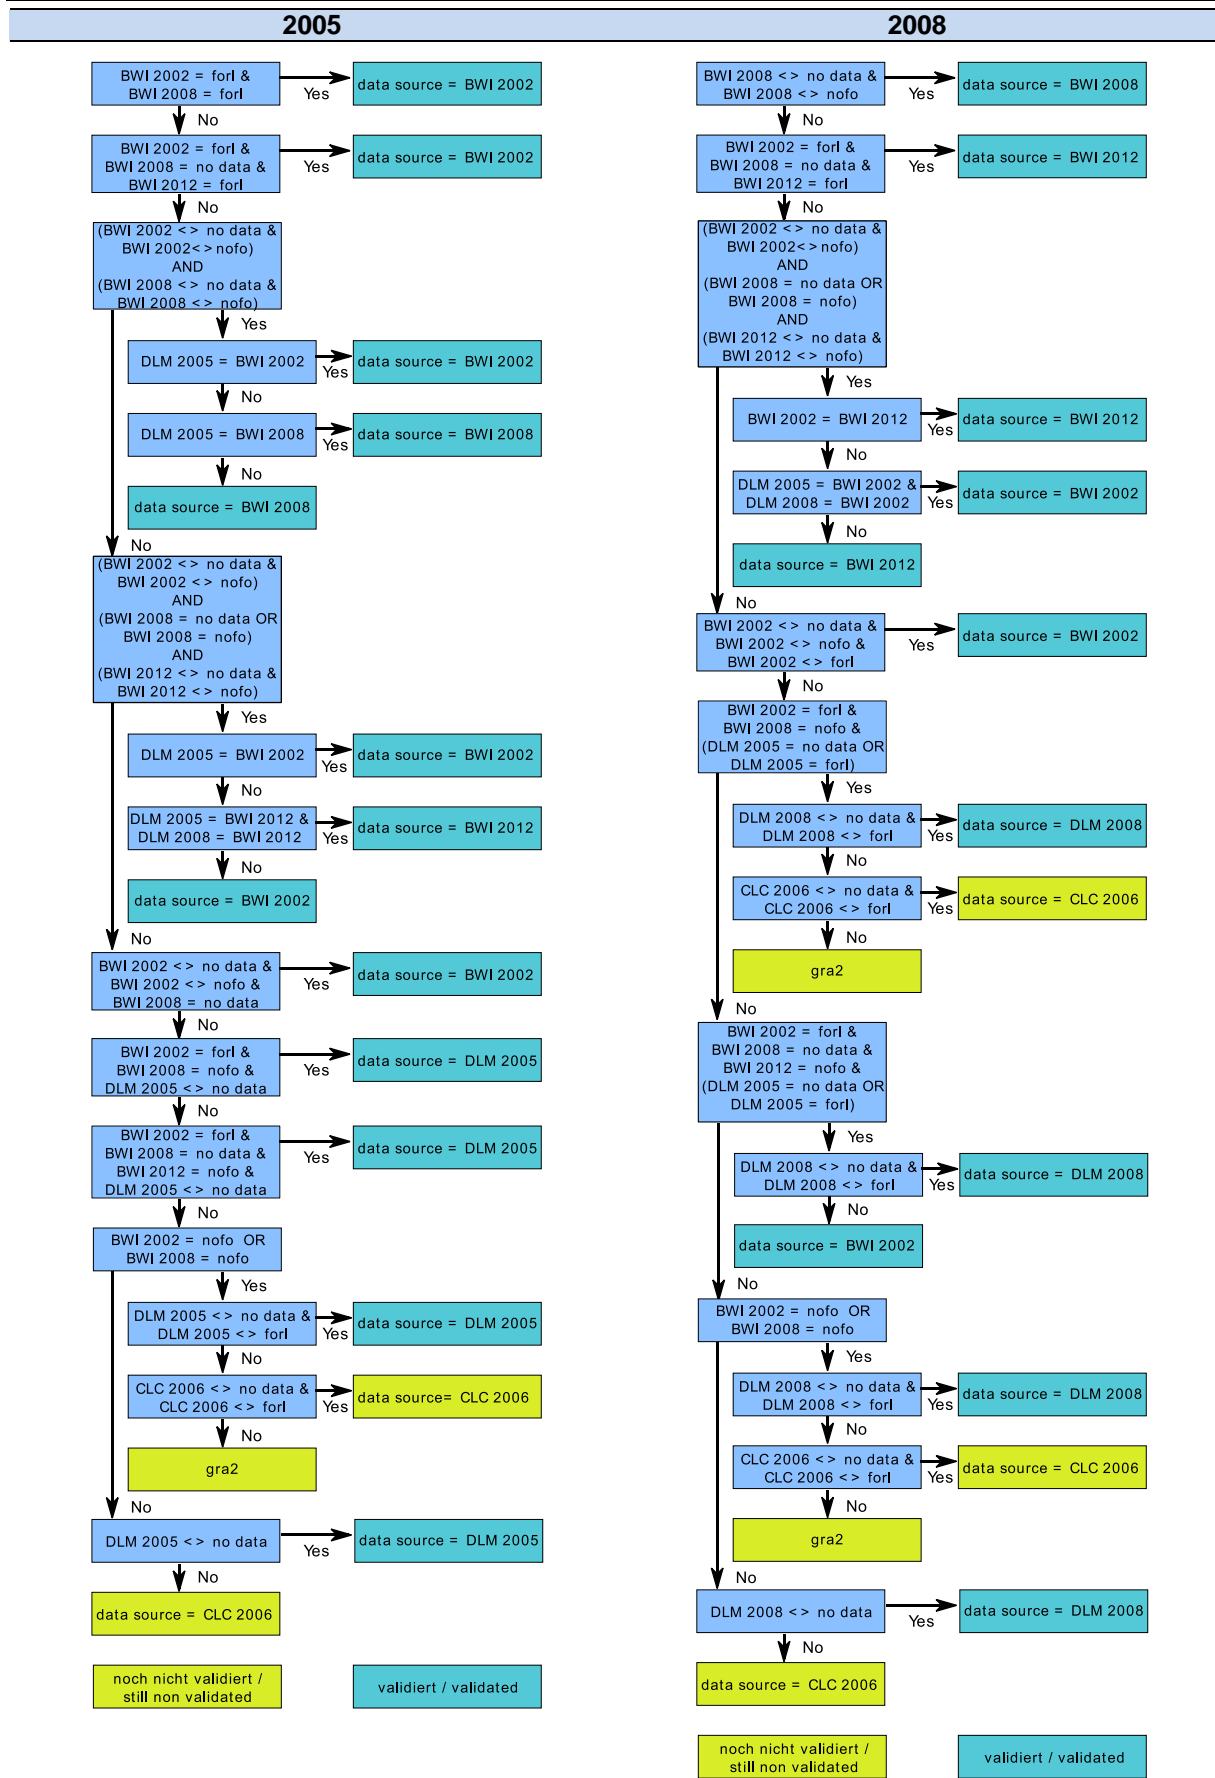 2005
BWI 2002 = forl &
BWI 2008 = forl
Yes
data source = BWI 2002
No
BWI 2002 = forl &
BWI 2008 = no data &
BWI 2012 = forl
Yes
data source = BWI 2002
No
(BWI 2002 <> no data &
BWI 2002<> nofo)
AND
(BWI 2008 <> no data &
BWI 2008 <> nofo)
Yes
DLM 2005 = BWI 2002
Yes
data source = BWI 2002
No
DLM 2005 = BWI 2008
Yes
data source = BWI 2008
No
data source = BWI 2008
No
(BWI 2002 <> no data &
BWI 2002 <> nofo)
AND
(BWI 2008 = no data OR
BWI 2008 = nofo)
AND
(BWI 2012 <> no data &
BWI 2012 <> nofo)
Yes
DLM 2005 = BWI 2002
Yes
data source = BWI 2002
No
DLM 2005 = BWI 2012 &
DLM 2008 = BWI 2012
Yes
data source = BWI 2012
No
data source = BWI 2002
No
BWI 2002 <> no data &
BWI 2002 <> nofo &
BWI 2008 = no data
Yes
data source = BWI 2002
No
BWI 2002 = forl &
BWI 2008 = nofo &
DLM 2005 <> no data
Yes
data source = DLM 2005
No
BWI 2002 = forl &
BWI 2008 = no data &
BWI 2012 = nofo &
DLM 2005 <> no data
Yes
data source = DLM 2005
No
BWI 2002 = nofo OR
BWI 2008 = nofo
Yes
DLM 2005 <> no data &
DLM 2005 <> forl
Yes
data source = DLM 2005
No
CLC 2006 <> no data &
CLC 2006 <> forl
Yes
data source= CLC 2006
No
gra2
No
DLM 2005 <> no data
Yes
data source = DLM 2005
No
data source = CLC 2006
noch nicht validiert /
still non validated
validiert / validated
2008
BWI 2008 <> no data &
BWI 2008 <> nofo
Yes
data source = BWI 2008
No
BWI 2002 = forl &
BWI 2008 = no data &
BWI 2012 = forl
Yes
data source = BWI 2012
No
(BWI 2002 <> no data &
BWI 2002<> nofo)
AND
(BWI 2008 = no data OR
BWI 2008 = nofo)
AND
(BWI 2012 <> no data &
BWI 2012 <> nofo)
Yes
BWI 2002 = BWI 2012
Yes
data source = BWI 2012
No
DLM 2005 = BWI 2002 &
DLM 2008 = BWI 2002
Yes
data source = BWI 2002
No
data source = BWI 2012
No
BWI 2002 <> no data &
BWI 2002 <> nofo &
BWI 2002 <> forl
Yes
data source = BWI 2002
No
BWI 2002 = forl &
BWI 2008 = nofo &
(DLM 2005 = no data OR
DLM 2005 = forl)
Yes
DLM 2008 <> no data &
DLM 2008 <> forl
Yes
data source = DLM 2008
No
CLC 2006 <> no data &
CLC 2006 <> forl
Yes
data source = CLC 2006
No
gra2
No
BWI 2002 = forl &
BWI 2008 = no data &
BWI 2012 = nofo &
(DLM 2005 = no data OR
DLM 2005 = forl)
Yes
DLM 2008 <> no data &
DLM 2008 <> forl
Yes
data source = DLM 2008
No
data source = BWI 2002
No
BWI 2002 = nofo OR
BWI 2008 = nofo
Yes
DLM 2008 <> no data &
DLM 2008 <> forl
Yes
data source = DLM 2008
No
CLC 2006 <> no data &
CLC 2006 <> forl
Yes
data source = CLC 2006
No
gra2
No
DLM 2008 <> no data
Yes
data source = DLM 2008
No
data source = CLC 2006
noch nicht validiert /
still non validated
validiert / validated